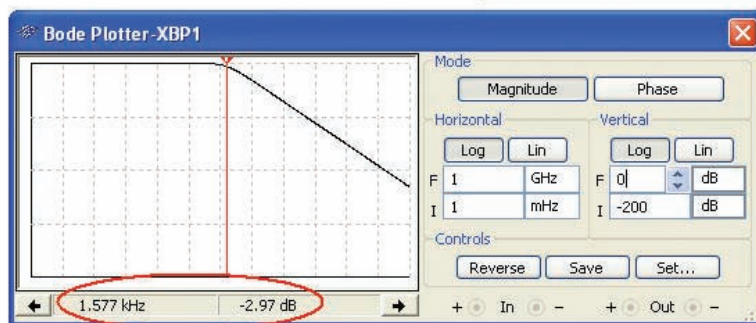 Bode Plotter-XBP1
Mode
Magnitude
Phase
Horizontal
Vertical
Log
Lin
Log
Lin
F
1
GHz
F
0
dB
I
1
mHz
I
-200
dB
Controls
Reverse
Save
Set...
1.577 kHz
-2.97 dB
+
In
-
+
Out
-